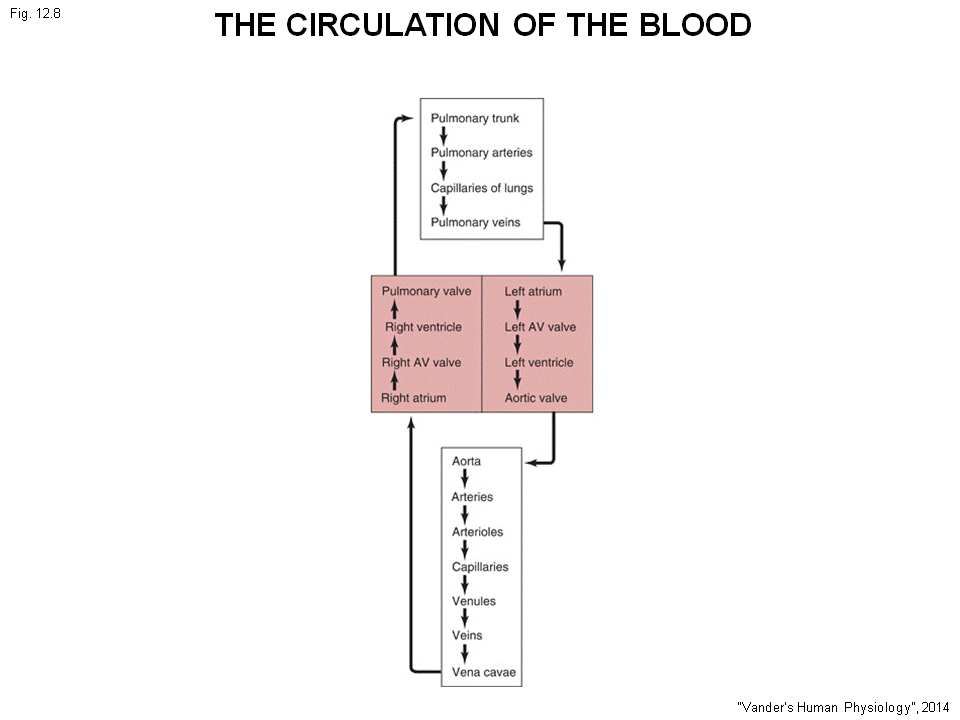 Fig. 12.8
THE CIRCULATION OF THE BLOOD
Pulmonary trunk
Pulmonary arteries
Capillaries of lungs
Pulmonary veins
Pulmonary valve
Right ventricle
Right AV valve
Right atrium
Left atrium
Left AV valve
Left ventricle
Aortic valve
Aorta
Arteries
Arterioles
Capillaries
Venules
Veins
Vena cavae
"Vander's Human Physiology", 2014